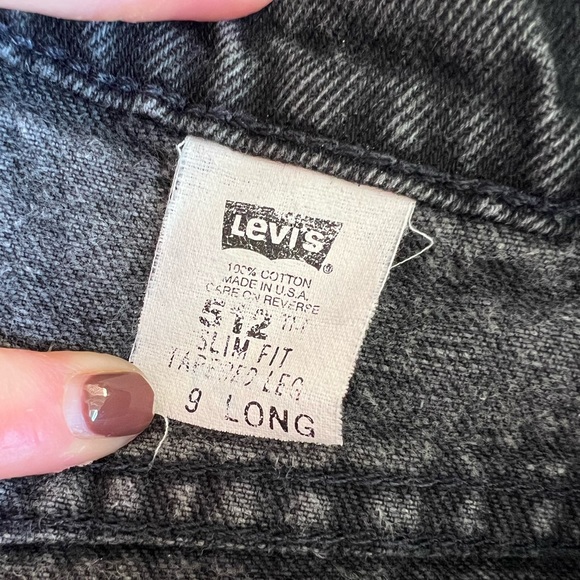 Levi's
®
100% COTTON
MADE IN U.S.A.
CARE ON REVERSE
512
SLIM FIT
TAPERED LEG
9 LONG